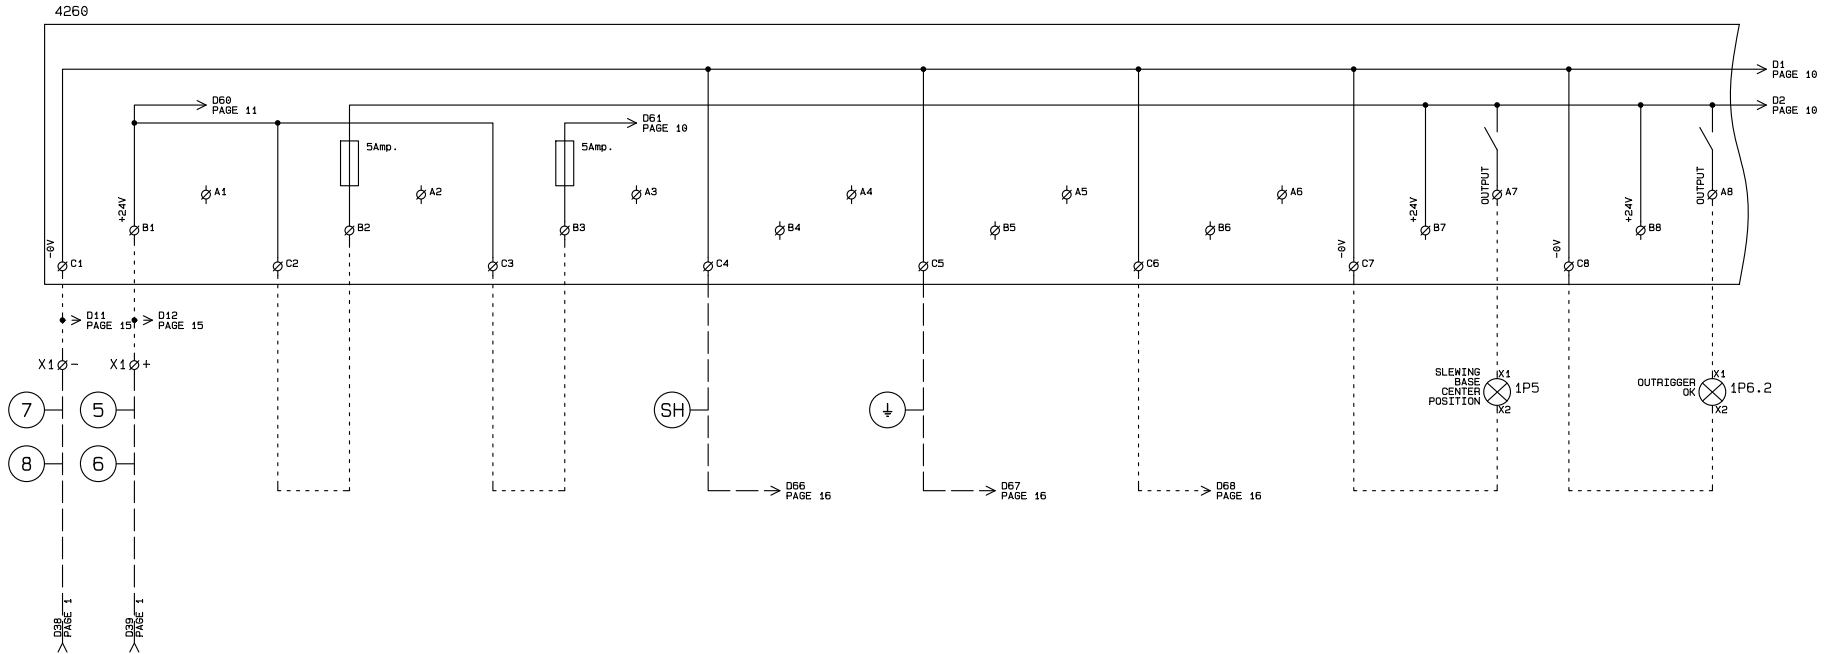 4260
D1
PAGE 10
D60
PAGE 11
D2
PAGE 10
D61
PAGE 10
5Amp.
5Amp.
A1
A2
A3
A4
A5
A6
OUTPUT
A7
OUTPUT
A8
+24V
B1
B2
B3
B4
B5
B6
+24V
B7
+24V
B8
-0V
C1
C2
C3
C4
C5
C6
-0V
C7
-0V
C8
D11
PAGE 15
D12
PAGE 15
X1
-
X1
+
SLEWING
BASE
CENTER
POSITION
X1
1P5
X2
OUTRIGGER
OK
X1
1P6.2
X2
7
5
SH
8
6
D66
PAGE 16
D67
PAGE 16
D68
PAGE 16
D38
PAGE 1
D39
PAGE 1